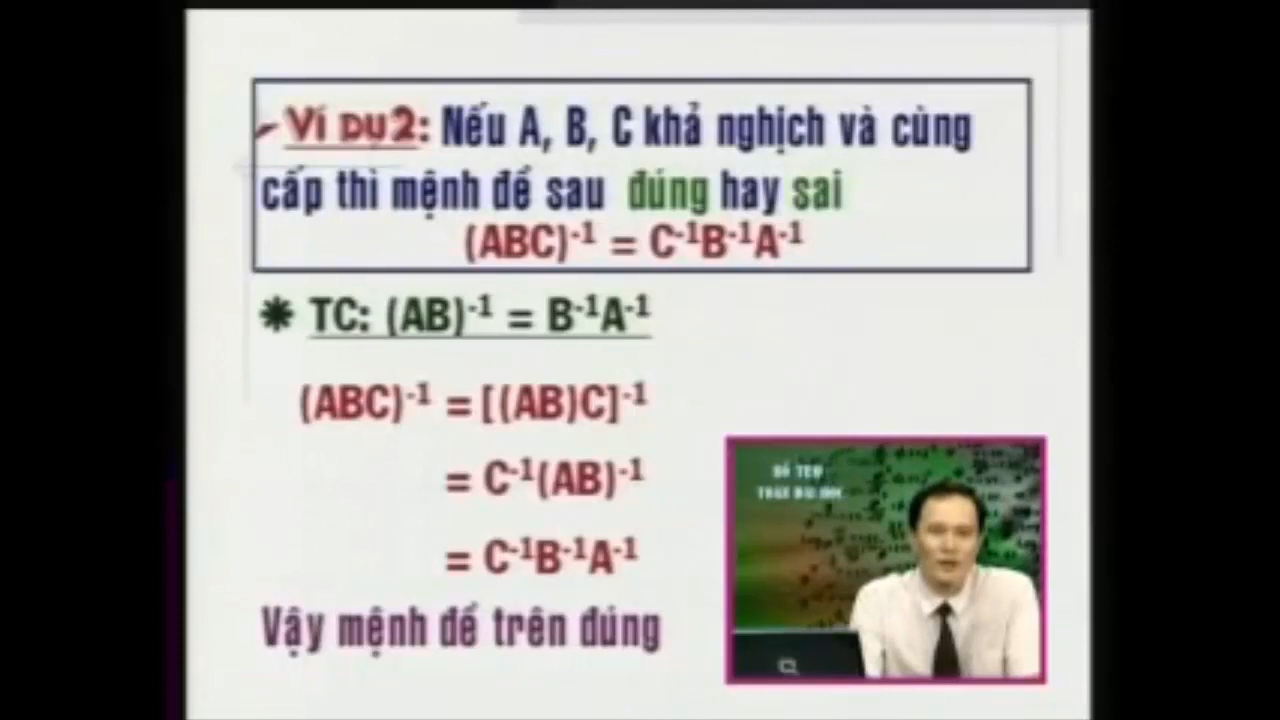 Ví DỤ 2: Nếu A, B, C khả nghịch và cùng
cấp thì mệnh đề sau đúng hay sai
(ABC)⁻¹ = C⁻¹B⁻¹A⁻¹
⁕ TC: (AB)⁻¹ = B⁻¹A⁻¹
(ABC)⁻¹ = [(AB)C]⁻¹
= C⁻¹(AB)⁻¹
= C⁻¹B⁻¹A⁻¹
Vậy mệnh đề trên đúng